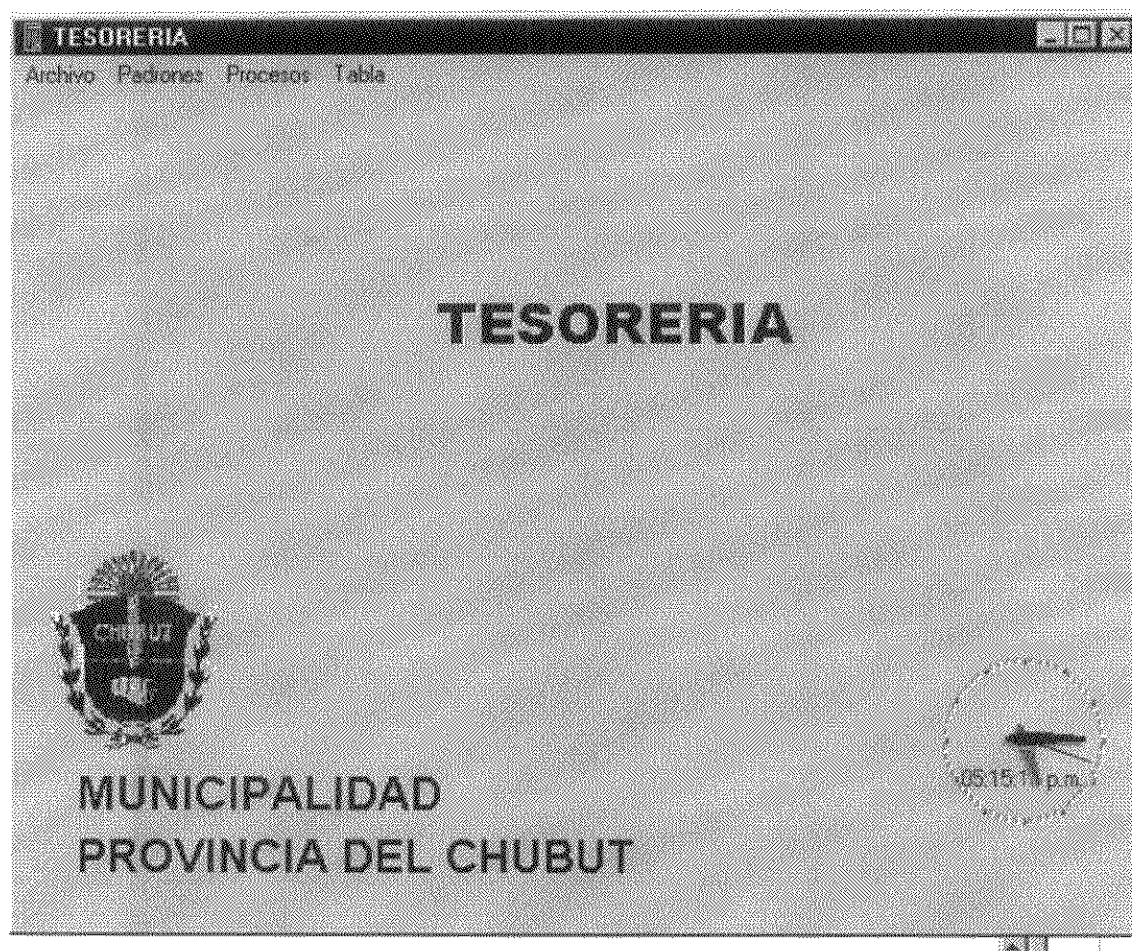 TESORERIA
Archivo Padrones Procesos Tabla
TESORERIA
CHUBUT
MUNICIPALIDAD
PROVINCIA DEL CHUBUT
p.m.